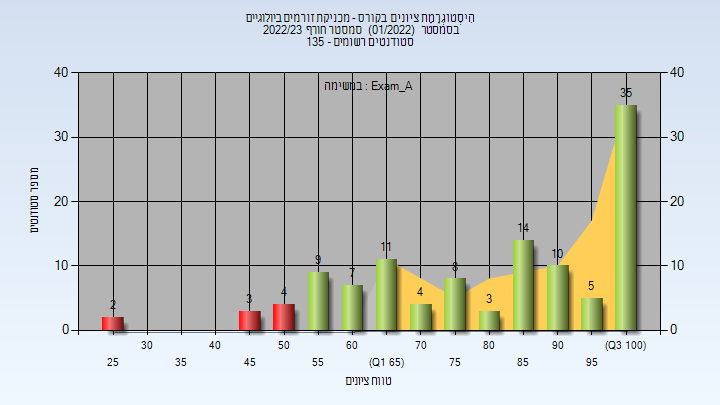 היסטוגרמת ציונים בקורס - מכניקת זורמים ביולוגיים
בסמסטר (01/2022) סמסטר חורף 2022/23
סטודנטים רשומים - 135
במשימה : Exam_A
40 40
30 30
20 20
10 10
0 0
מספר סטודנטים
2 3 4 9 7 11 4 8 3 14 10 5 35
30 40 50 60 70 80 90 (Q3 100)
25 35 45 55 (Q1 65) 75 85 95
טווח ציונים